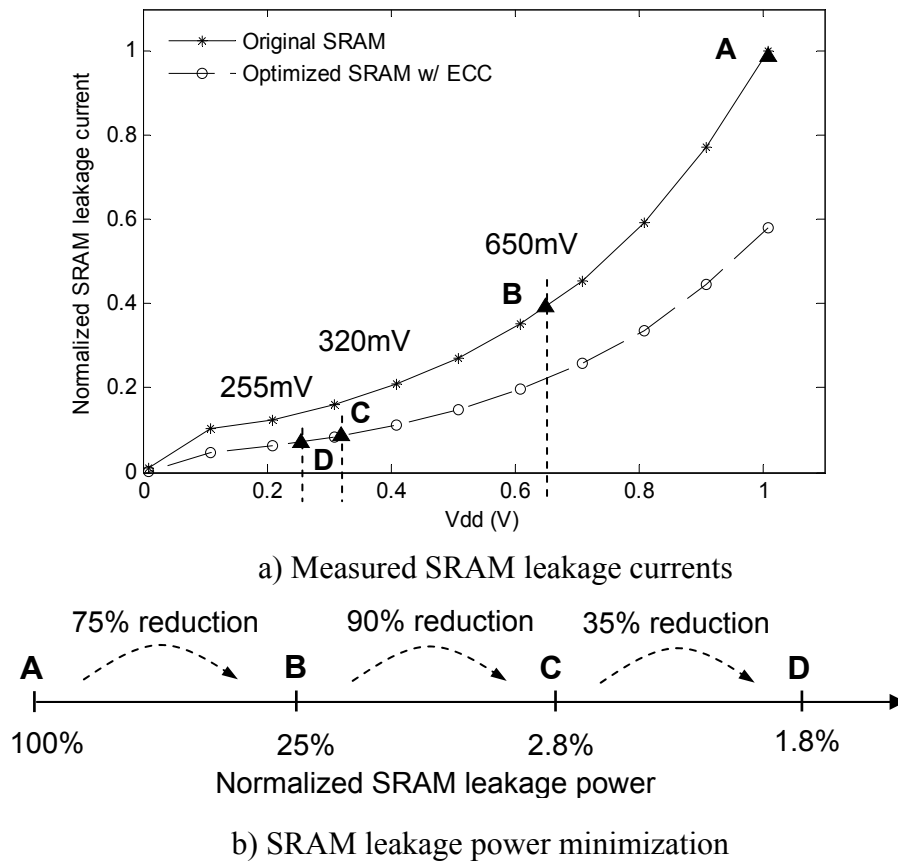 Original SRAM
Optimized SRAM w/ ECC
A
1
0.8
0.6
0.4
0.2
0
Normalized SRAM leakage current
650mV
B
320mV
255mV
C
D
0 0.2 0.4 0.6 0.8 1
Vdd (V)
a) Measured SRAM leakage currents
75% reduction 90% reduction 35% reduction
A B C D
100% 25% 2.8% 1.8%
Normalized SRAM leakage power
b) SRAM leakage power minimization